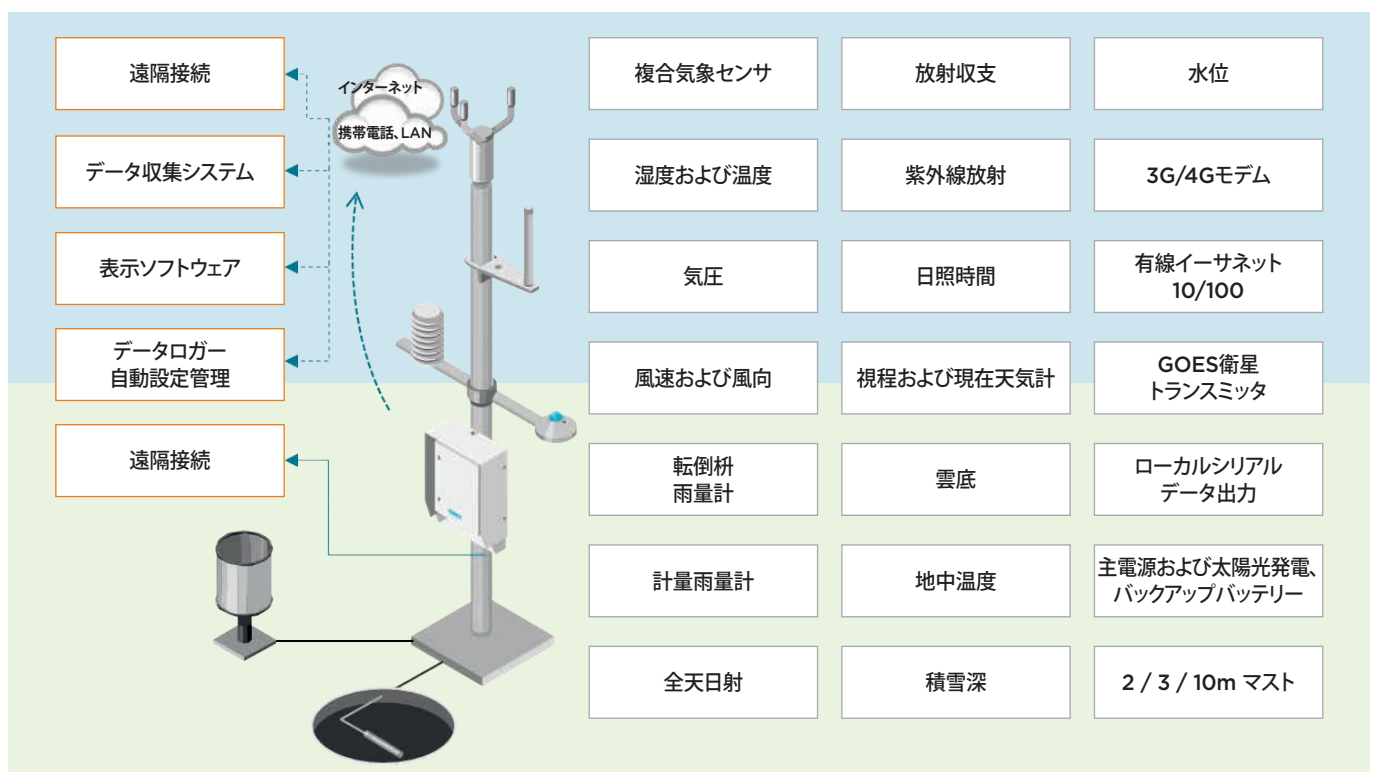 遠隔接続
データ収集システム
表示ソフトウェア
データロガー
自動設定管理
遠隔接続
インターネット
携帯電話、LAN
複合気象センサ
放射収支
水位
湿度および温度
紫外線放射
3G/4Gモデム
気圧
日照時間
有線イーサネット
10/100
風速および風向
視程および現在天気計
GOES衛星
トランスミッタ
転倒枡
雨量計
雲底
ローカルシリアル
データ出力
計量雨量計
地中温度
主電源および太陽光発電、
バックアップバッテリー
全天日射
積雪深
2 / 3 / 10m マスト